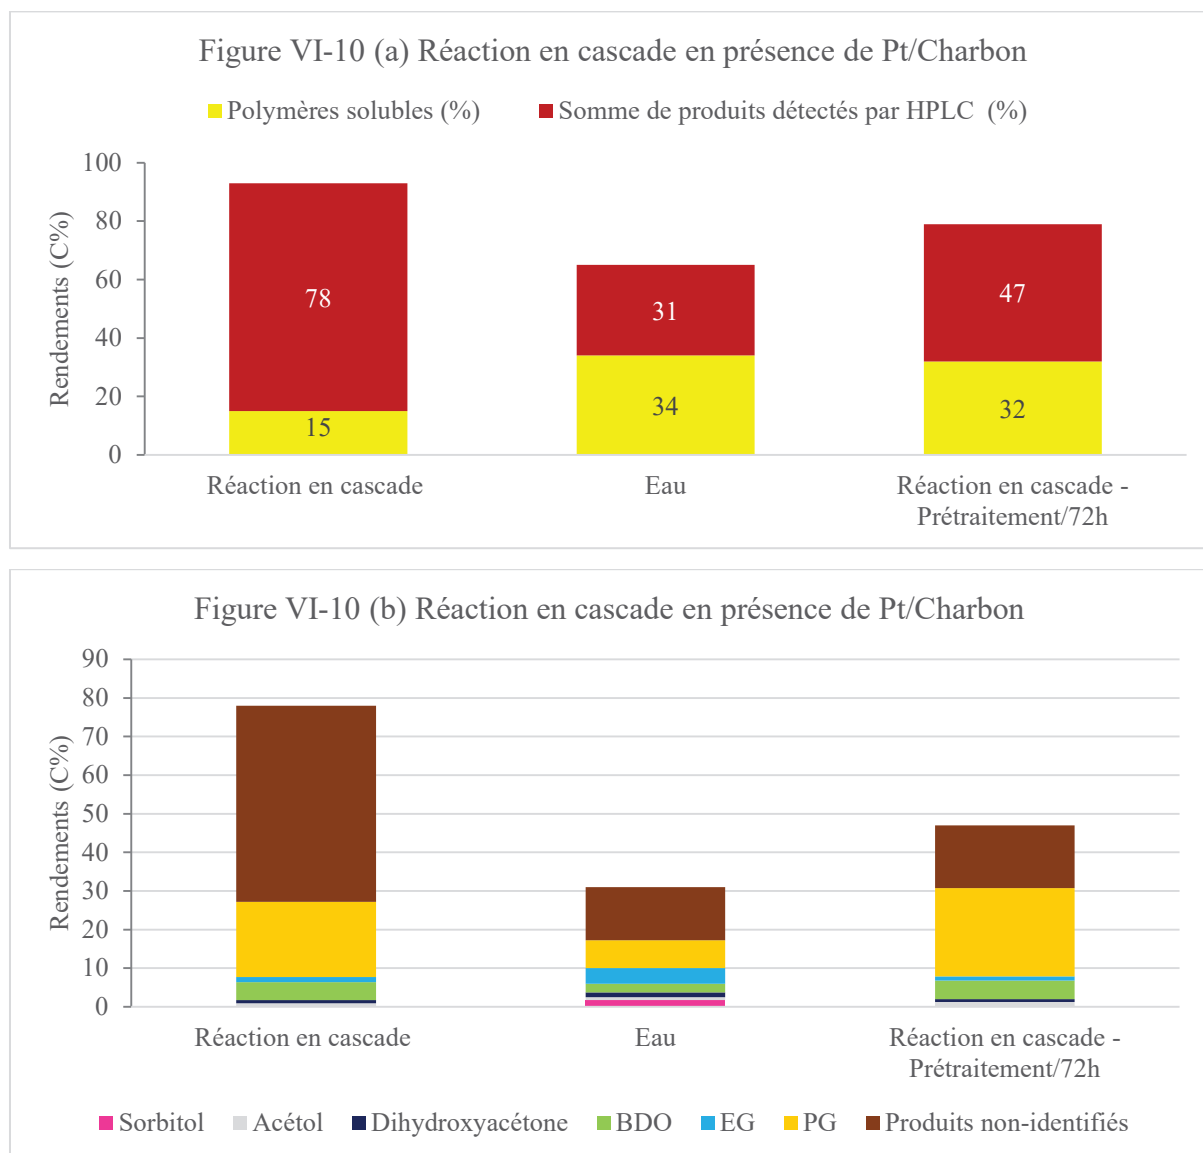 Figure VI-10 (a) Réaction en cascade en présence de Pt/Charbon
Polymères solubles (%) Somme de produits détectés par HPLC (%)
Rendements (C%)
100
80
60
40
20
0
78
15
31
34
47
32
Réaction en cascade
Eau
Réaction en cascade -
Prétraitement/72h
Figure VI-10 (b) Réaction en cascade en présence de Pt/Charbon
Rendements (C%)
90
80
70
60
50
40
30
20
10
0
Réaction en cascade
Eau
Réaction en cascade -
Prétraitement/72h
Sorbitol Acétol Dihydroxyacétone BDO EG PG Produits non-identifiés